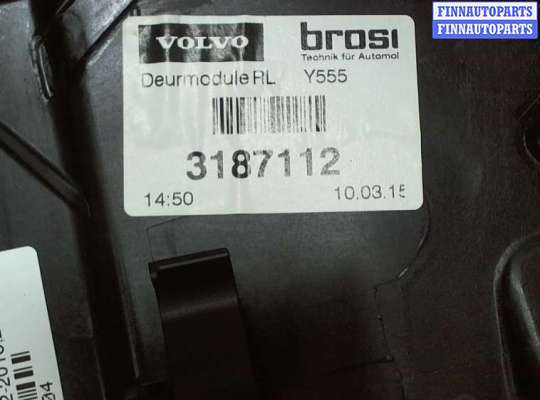 FINNAUTOPARTS
FINNAUTOPARTS
VOLVO
brose
Technik für Automobile
Deurmodule RL Y555
3187112
14:50 10.03.15